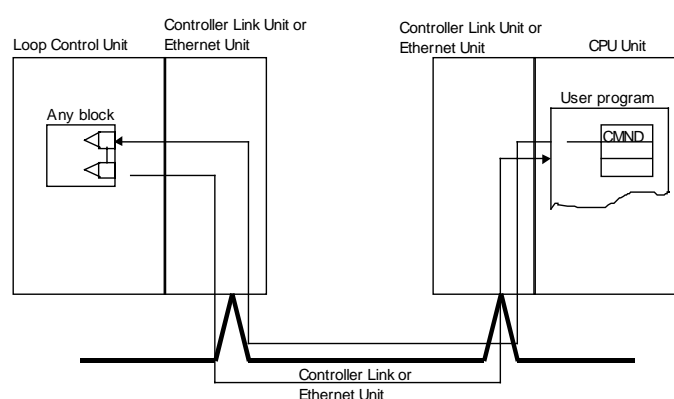 Controller Link Unit or
Ethernet Unit
Loop Control Unit
Controller Link Unit or
Ethernet Unit
CPU Unit
Any block
User program
CMND
Controller Link or
Ethernet Unit